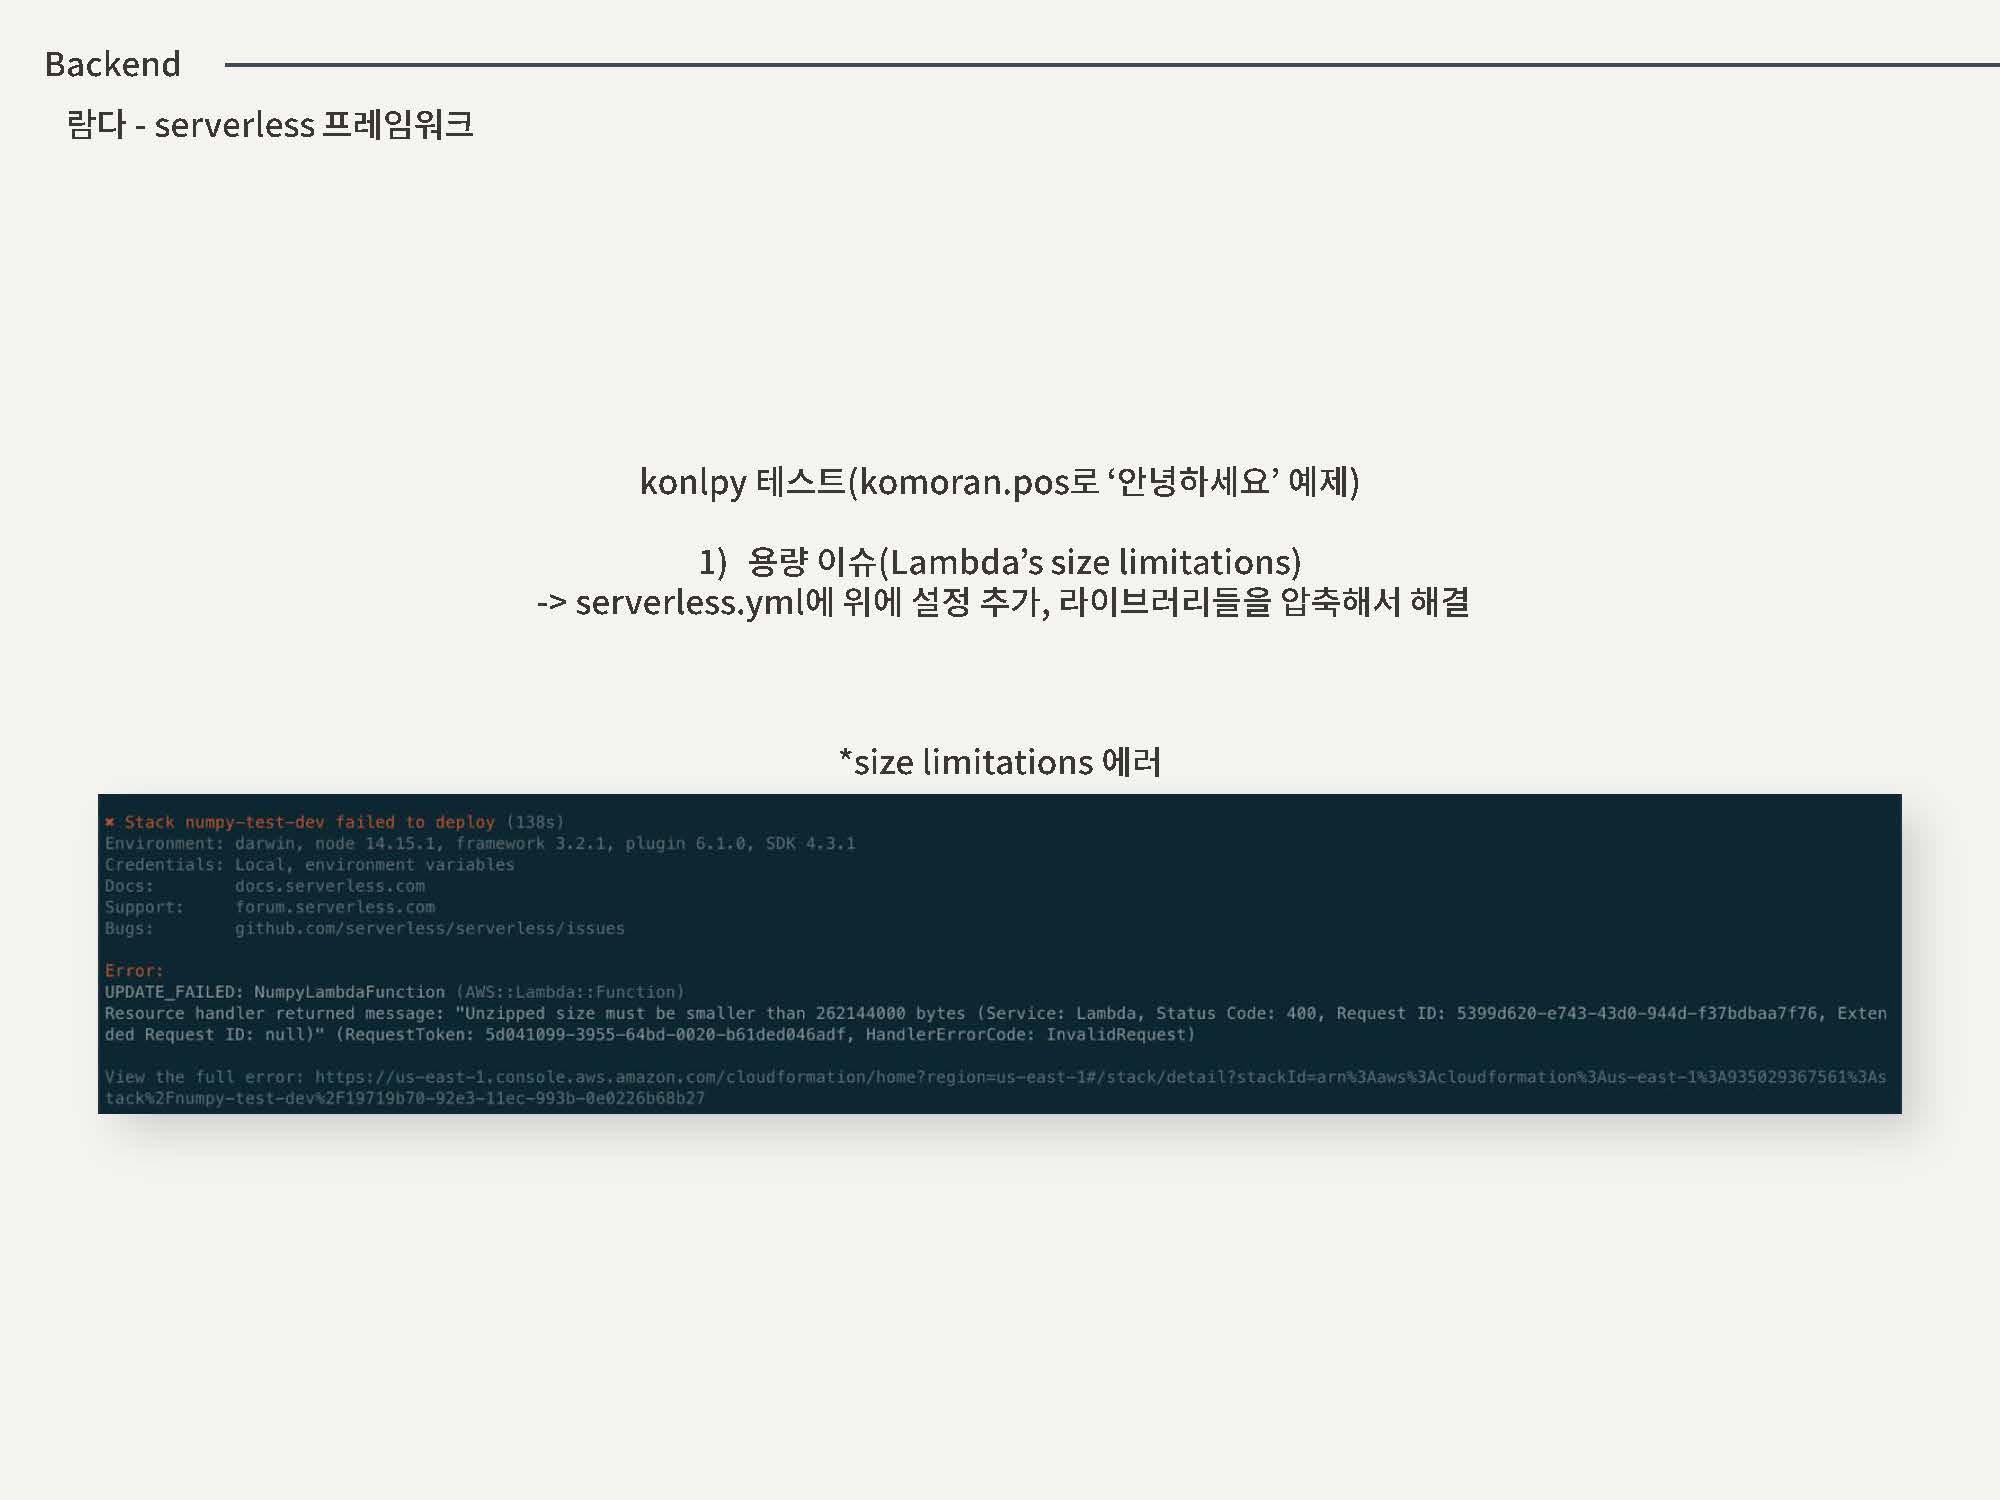 Backend
람다 - serverless 프레임워크
konlpy 테스트(komoran.pos로 ‘안녕하세요’ 예제)
1) 용량 이슈(Lambda’s size limitations)
-> serverless.yml에 위에 설정 추가, 라이브러리들을 압축해서 해결
*size limitations 에러
✖ Stack numpy-test-dev failed to deploy (138s)
Environment: darwin, node 14.15.1, framework 3.2.1, plugin 6.1.0, SDK 4.3.1
Credentials: Local, environment variables
Docs:        docs.serverless.com
Support:     forum.serverless.com
Bugs:        github.com/serverless/serverless/issues
Error:
UPDATE_FAILED: NumpyLambdaFunction (AWS::Lambda::Function)
Resource handler returned message: "Unzipped size must be smaller than 262144000 bytes (Service: Lambda, Status Code: 400, Request ID: 5399d620-e743-43d0-944d-f37bdbaa7f76, Exten
ded Request ID: null)" (RequestToken: 5d041099-3955-64bd-0020-b61ded046adf, HandlerErrorCode: InvalidRequest)
View the full error: https://us-east-1.console.aws.amazon.com/cloudformation/home?region=us-east-1#/stack/detail?stackId=arn%3Aaws%3Acloudformation%3Aus-east-1%3A935029367561%3As
tack%2Fnumpy-test-dev%2F19719b70-92e3-11ec-993b-0e0226b68b27